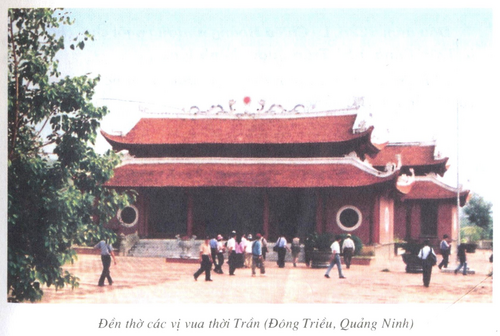 Đền thờ các vị vua thời Trần (Đông Triều, Quảng Ninh)